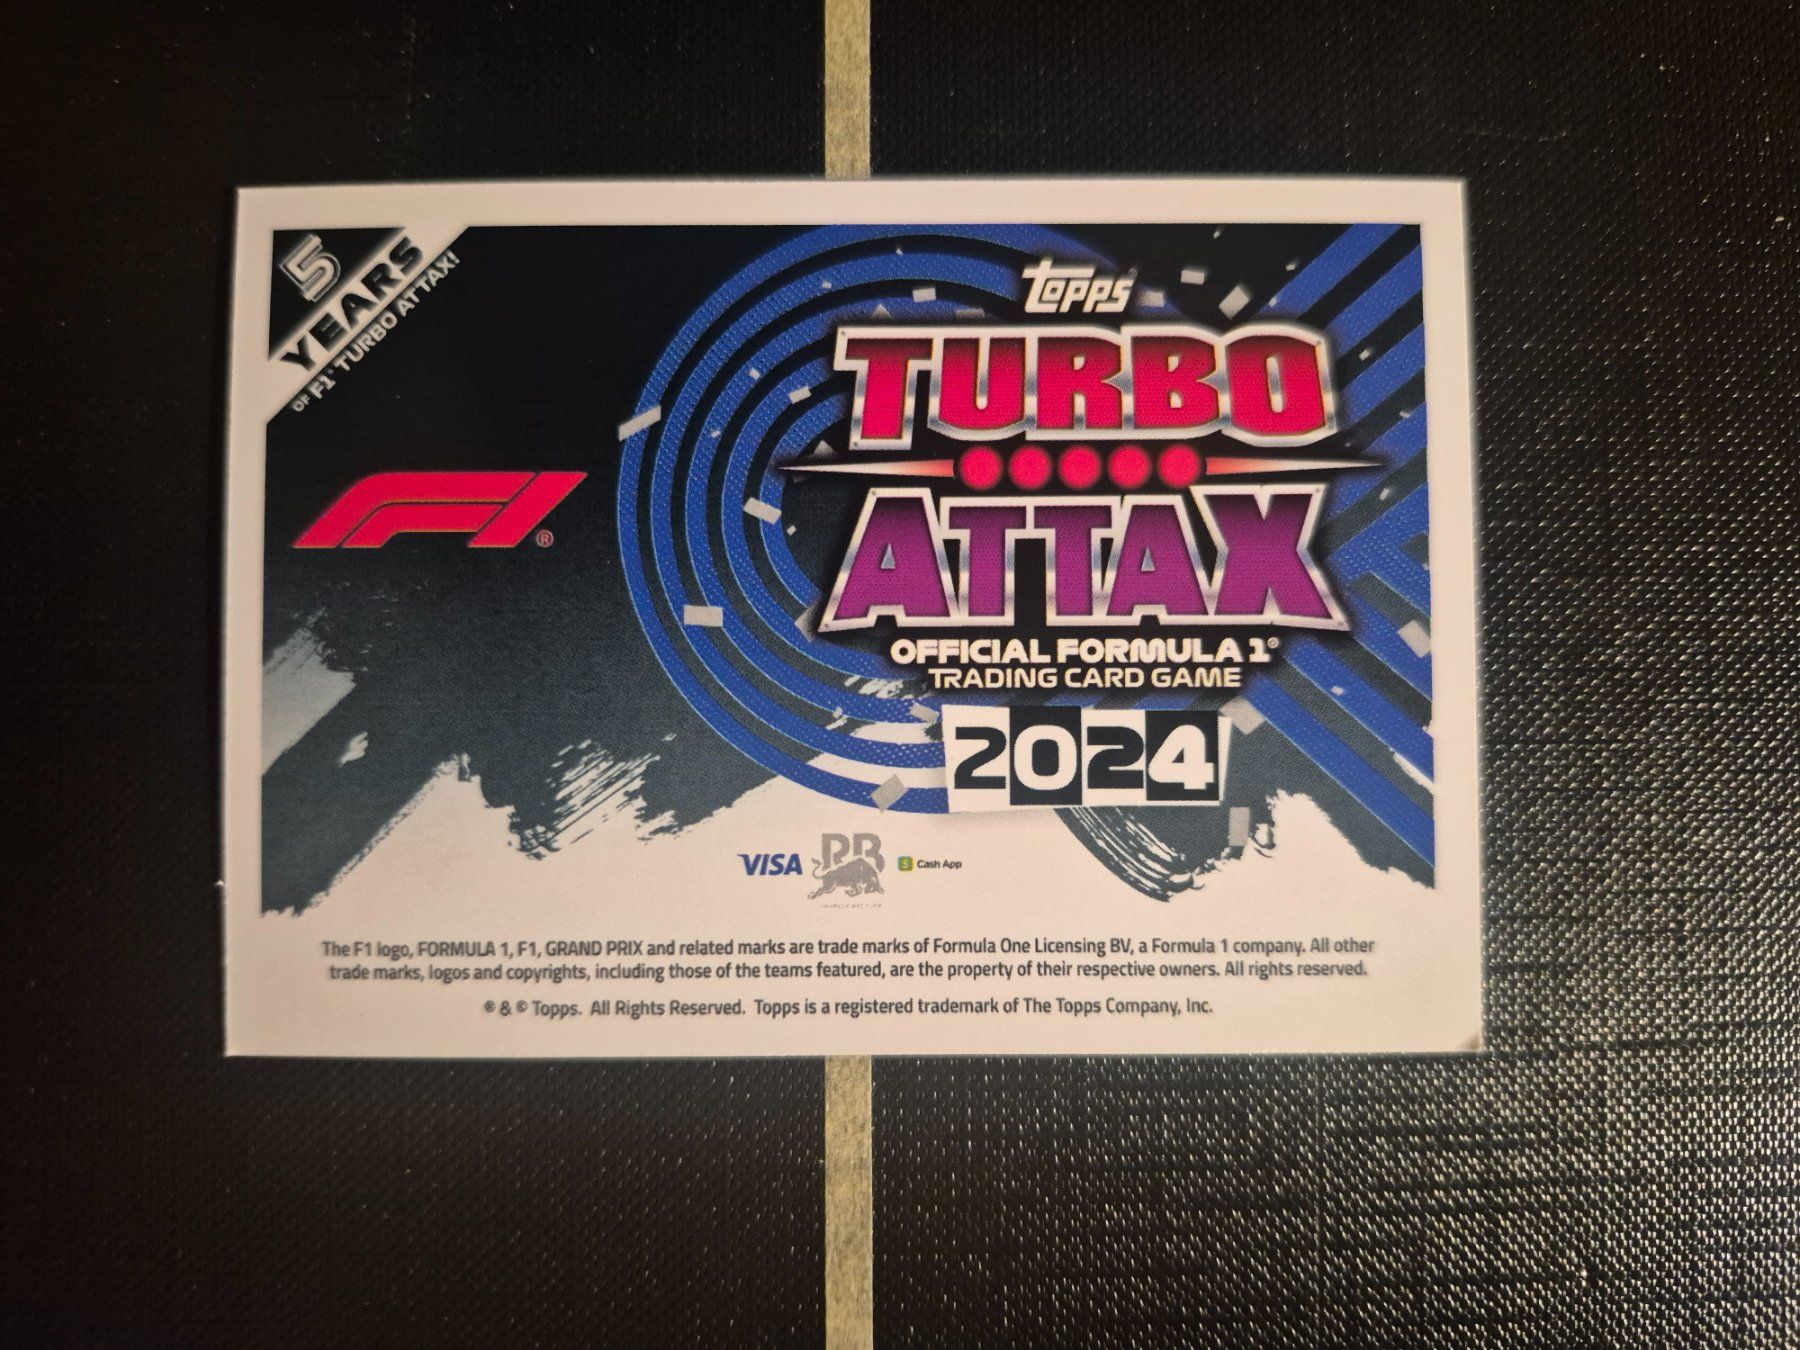 5
YEARS
OF F1® TURBO ATTAX!
Topps
TURBO
ATTAX
OFFICIAL FORMULA 1®
TRADING CARD GAME
2024
F1®
VISA RB Cash App
The F1 logo, FORMULA 1, F1, GRAND PRIX and related marks are trade marks of Formula One Licensing BV, a Formula 1 company. All other
trade marks, logos and copyrights, including those of the teams featured, are the property of their respective owners. All rights reserved.
® & © Topps. All Rights Reserved. Topps is a registered trademark of The Topps Company, Inc.